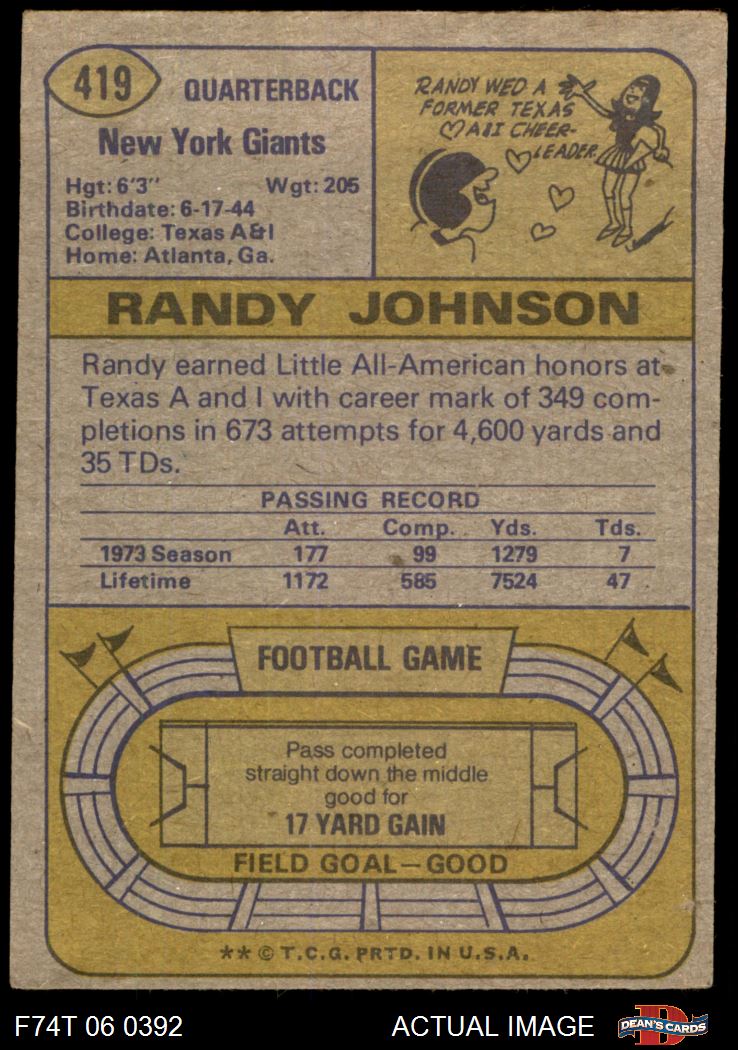 419
QUARTERBACK
New York Giants
Hgt: 6'3" Wgt: 205
Birthdate: 6-17-44
College: Texas A&I
Home: Atlanta, Ga.
RANDY WED A
FORMER TEXAS
A&I CHEER-
LEADER.
RANDY JOHNSON
Randy earned Little All-American honors at
Texas A and I with career mark of 349 com-
pletions in 673 attempts for 4,600 yards and
35 TDs.
PASSING RECORD
Att. Comp. Yds. Tds.
1973 Season 177 99 1279 7
Lifetime 1172 585 7524 47
FOOTBALL GAME
Pass completed
straight down the middle
good for
17 YARD GAIN
FIELD GOAL—GOOD
** © T.C.G. PRTD. IN U.S.A.
F74T 06 0392 ACTUAL IMAGE
D
DEAN'S CARDS